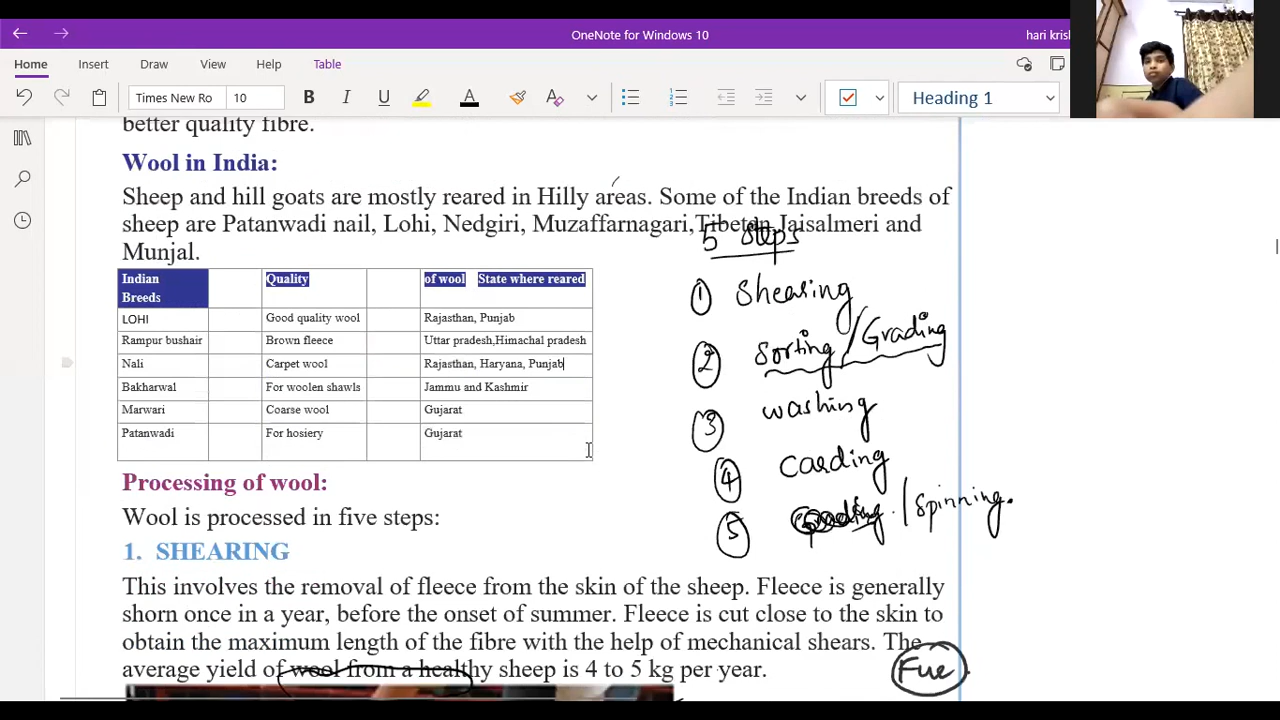 OneNote for Windows 10
hari krish
Home Insert Draw View Help Table
Times New Ro 10 B I U A Heading 1
better quality fibre.
Wool in India:
Sheep and hill goats are mostly reared in Hilly areas. Some of the Indian breeds of
sheep are Patanwadi nail, Lohi, Nedgiri, Muzaffarnagari,Tibetan Jaisalmeri and
Munjal.
Indian Breeds Quality of wool State where reared
LOHI Good quality wool Rajasthan, Punjab
Rampur bushair Brown fleece Uttar pradesh,Himachal pradesh
Nali Carpet wool Rajasthan, Haryana, Punjab
Bakharwal For woolen shawls Jammu and Kashmir
Marwari Coarse wool Gujarat
Patanwadi For hosiery Gujarat
5 Steps
1 Shearing
2 Sorting/Grading
3 washing
4 carding
5 / Spinning.
Processing of wool:
Wool is processed in five steps:
1. SHEARING
This involves the removal of fleece from the skin of the sheep. Fleece is generally
shorn once in a year, before the onset of summer. Fleece is cut close to the skin to
obtain the maximum length of the fibre with the help of mechanical shears. The
average yield of wool from a healthy sheep is 4 to 5 kg per year.